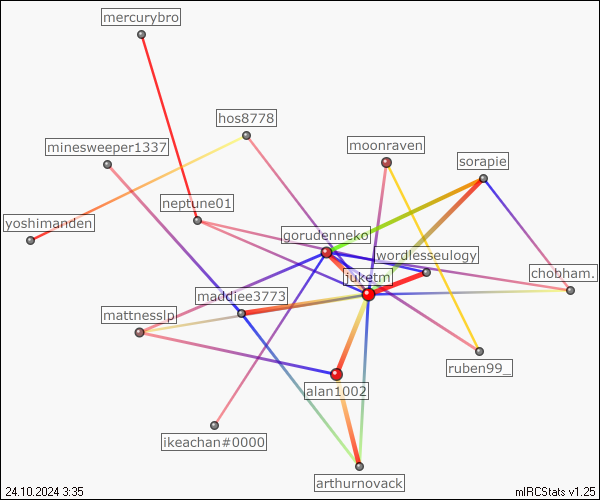 mercurybro
hos8778
minesweeper1337
moonraven
sorapie
neptune01
yoshimanden
gorudenneko
wordlesseulogy
juketm
chobham.
maddiee3773
mattnesslp
ruben99_
alan1002
ikeachan#0000
arthurnovack
24.10.2024 3:35
mIRCStats v1.25